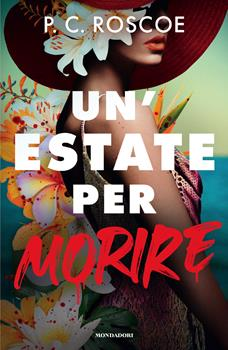 P. C. ROSCOE
UN'
ESTATE
PER
MORIRE
MONDADORI